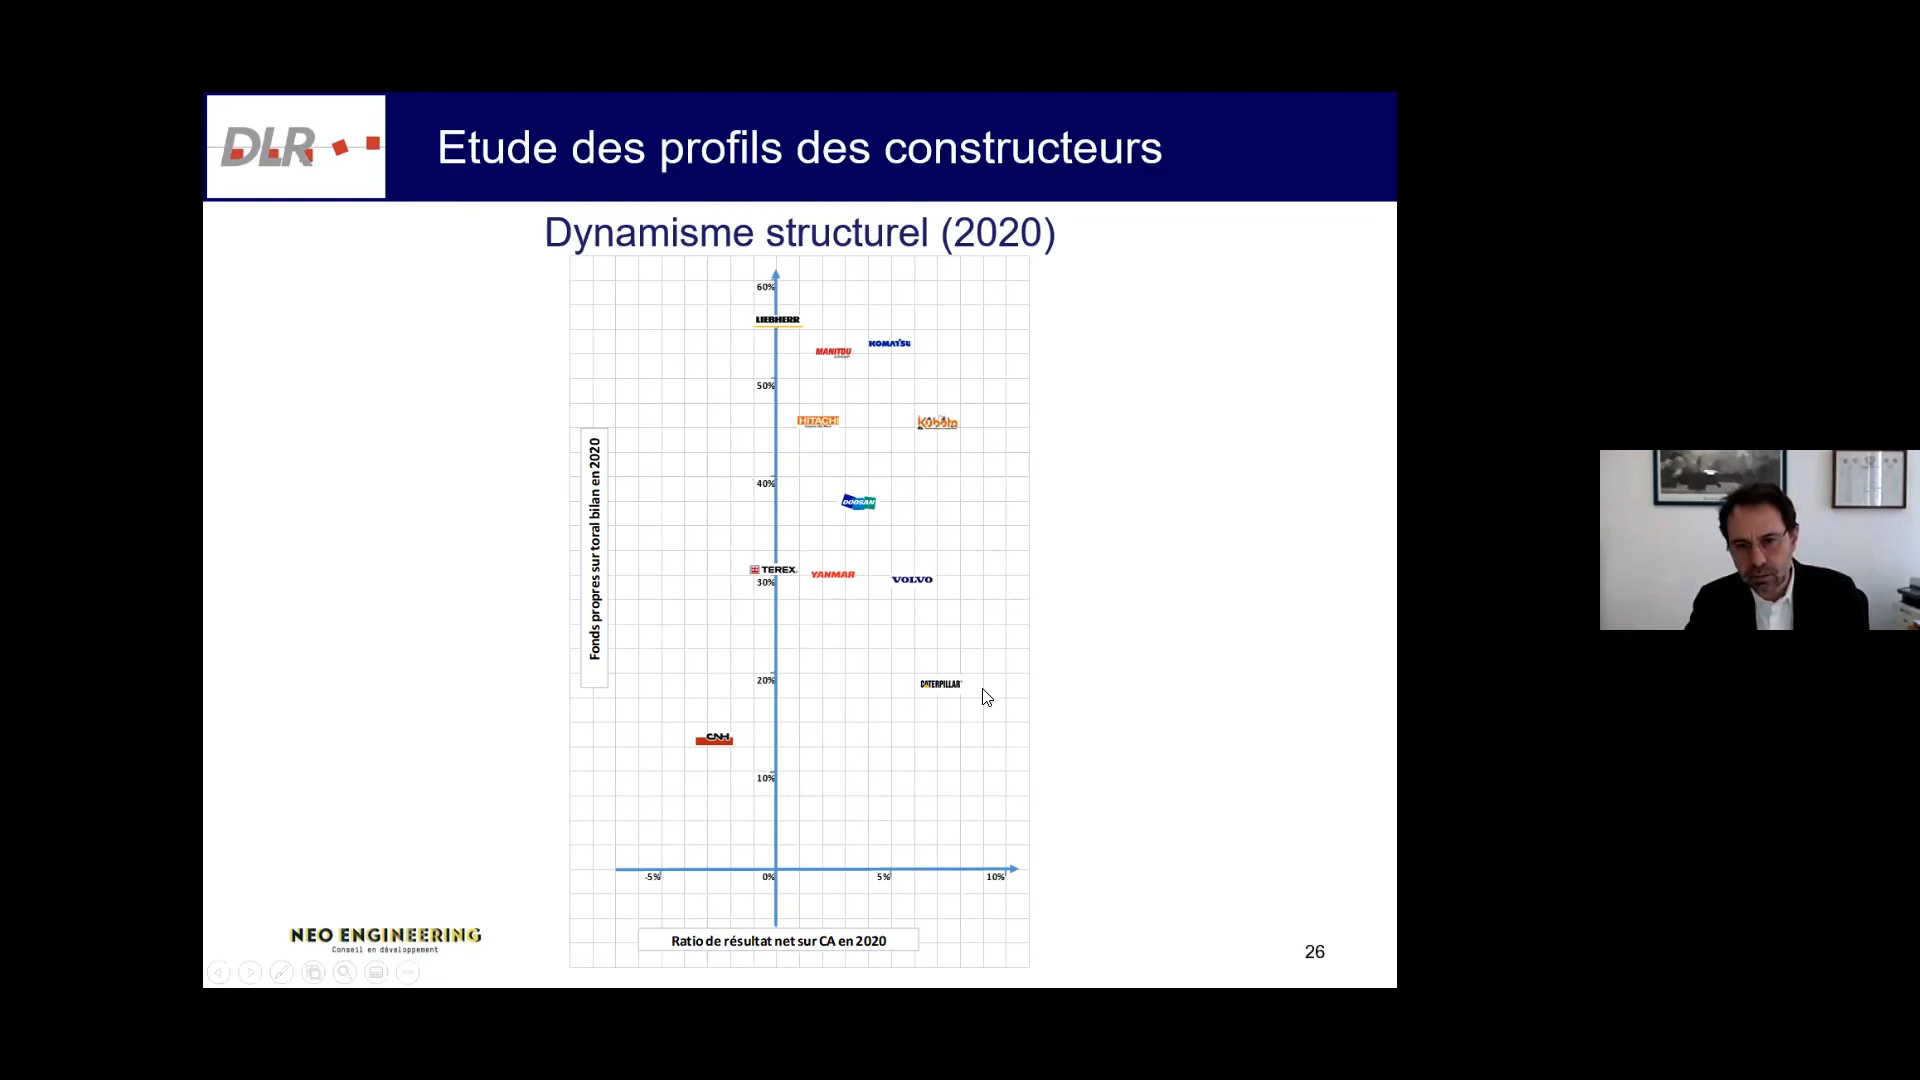 DLR
Etude des profils des constructeurs
Dynamisme structurel (2020)
60%
LIEBHERR
KOMATSU
MANITOU
50%
HITACHI
Kubota
40%
DOOSAN
Fonds propres sur toral bilan en 2020
TEREX
YANMAR
VOLVO
30%
20%
CATERPILLAR
CNH
10%
-5%
0%
5%
10%
Ratio de résultat net sur CA en 2020
NEO ENGINEERING
Conseil en développement
26